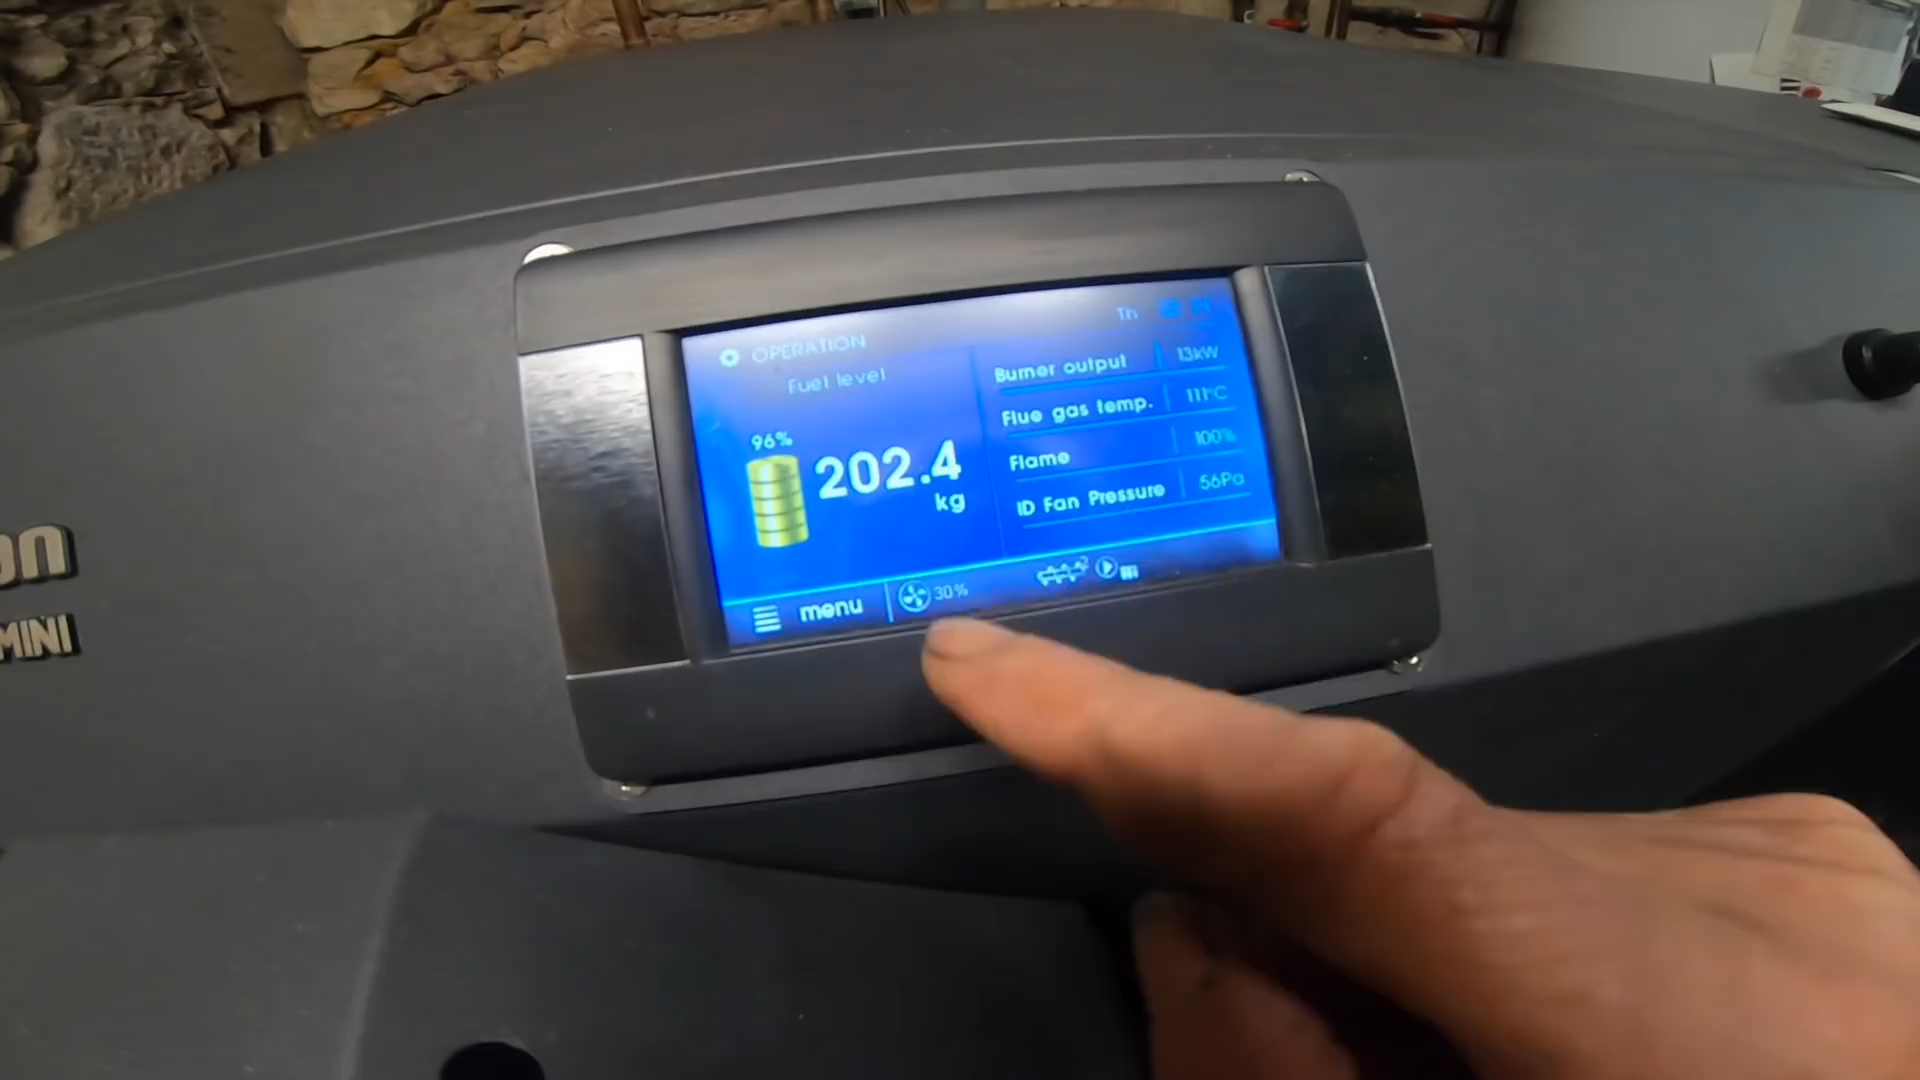 OPERATION
Fuel level
96%
202.4
kg
Burner output 13kW
Flue gas temp. 111°C
Flame 100%
ID Fan Pressure 56Pa
menu
30%
on
MINI